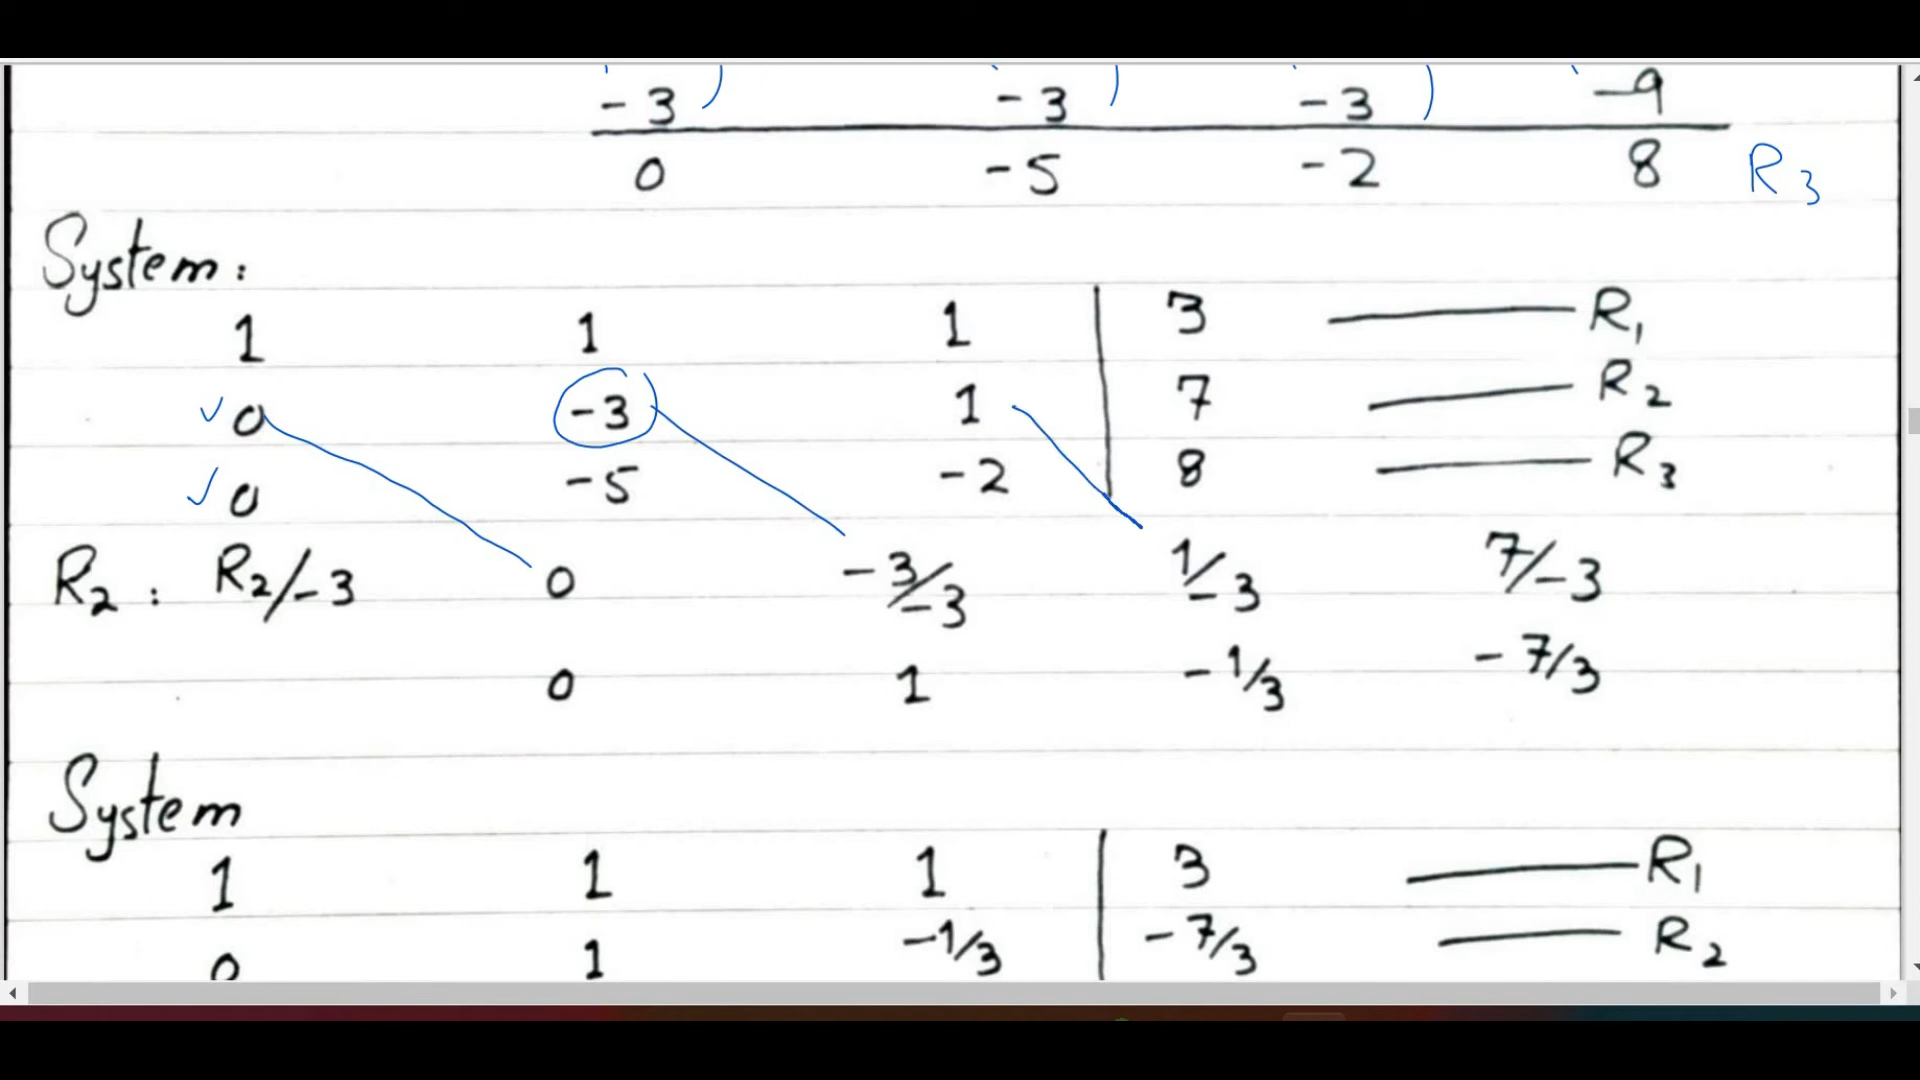 -3 ) -3 ) -3 ) -9
0 -5 -2 8 R3
System:
1 1 1 | 3 —— R1
0 -3 1 | 7 —— R2
0 -5 -2 | 8 —— R3
R2: R2/-3 0 -3/-3 1/-3 7/-3
0 1 -1/3 -7/3
System
1 1 1 | 3 —— R1
0 1 -1/3 | -7/3 —— R2